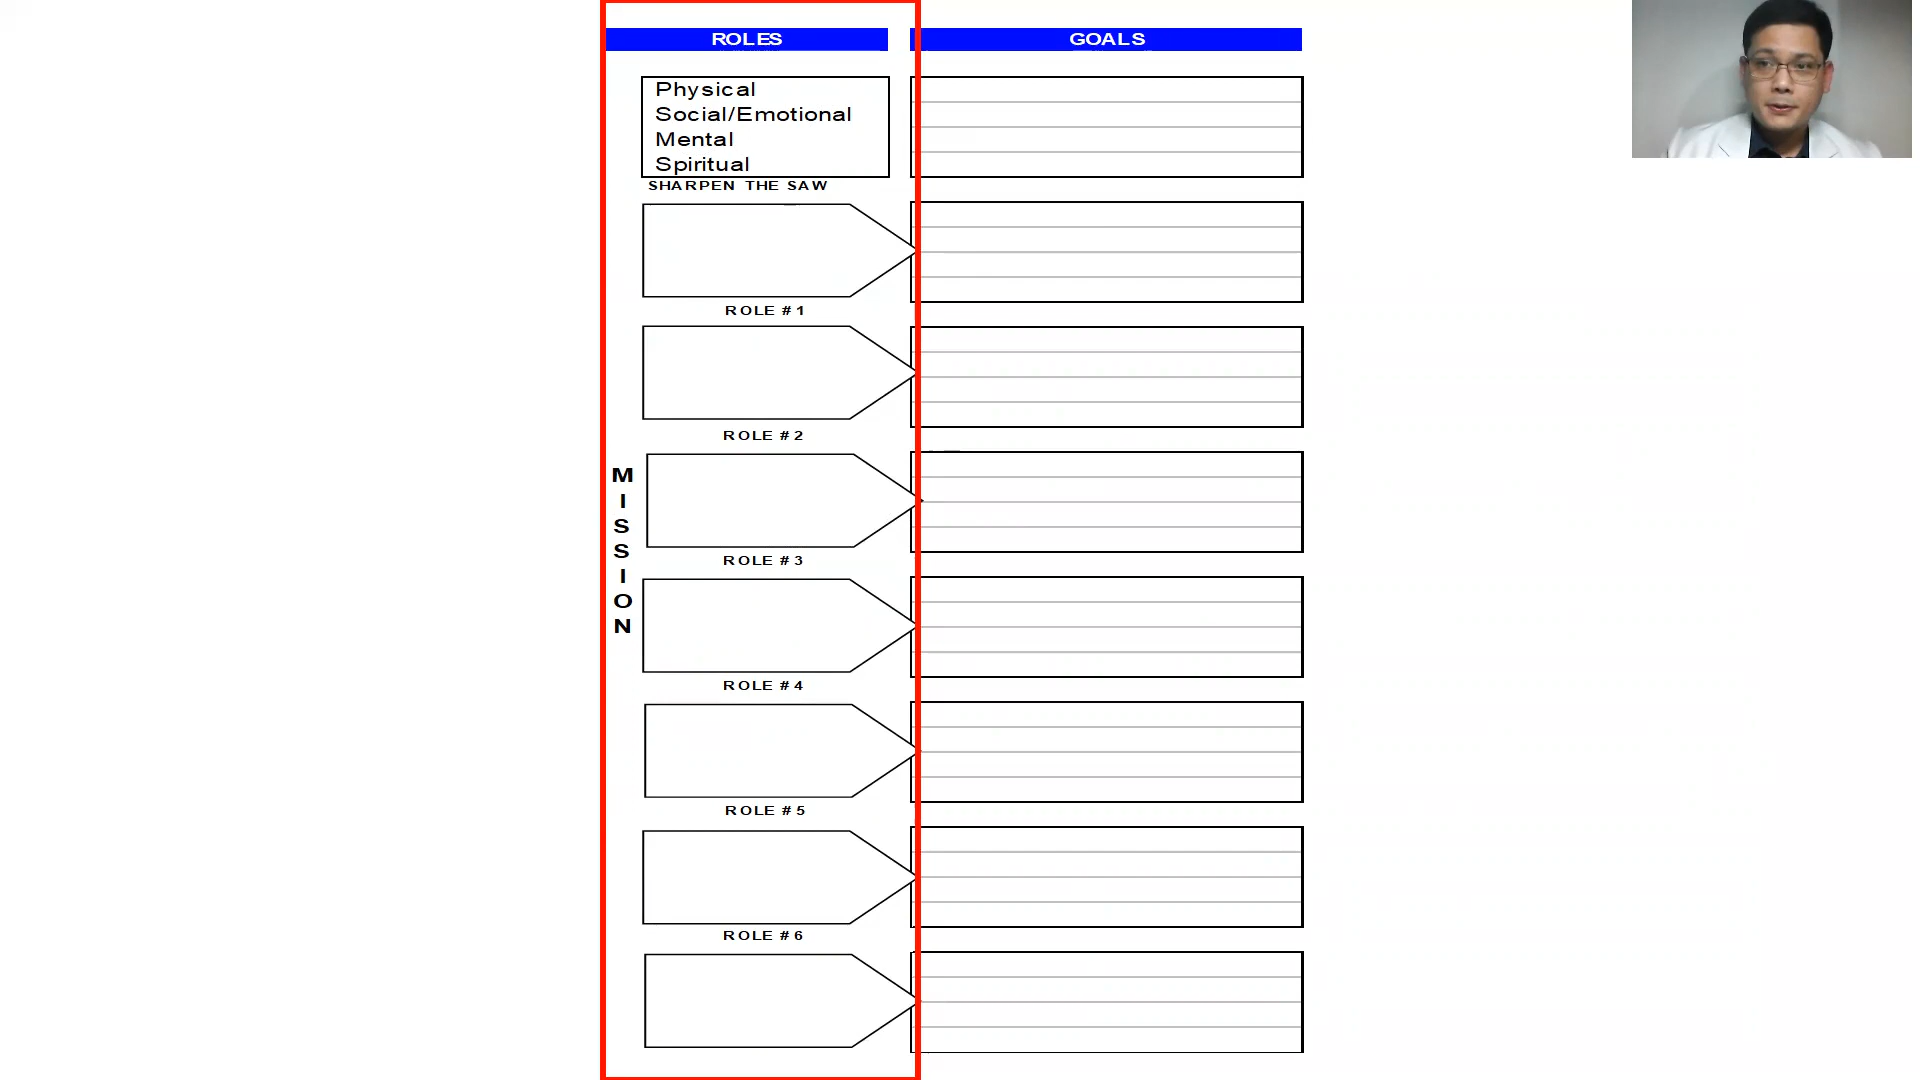 ROLES
GOALS
Physical
Social/Emotional
Mental
Spiritual
SHARPEN THE SAW
ROLE # 1
ROLE # 2
ROLE # 3
ROLE # 4
ROLE # 5
ROLE # 6
MISSION